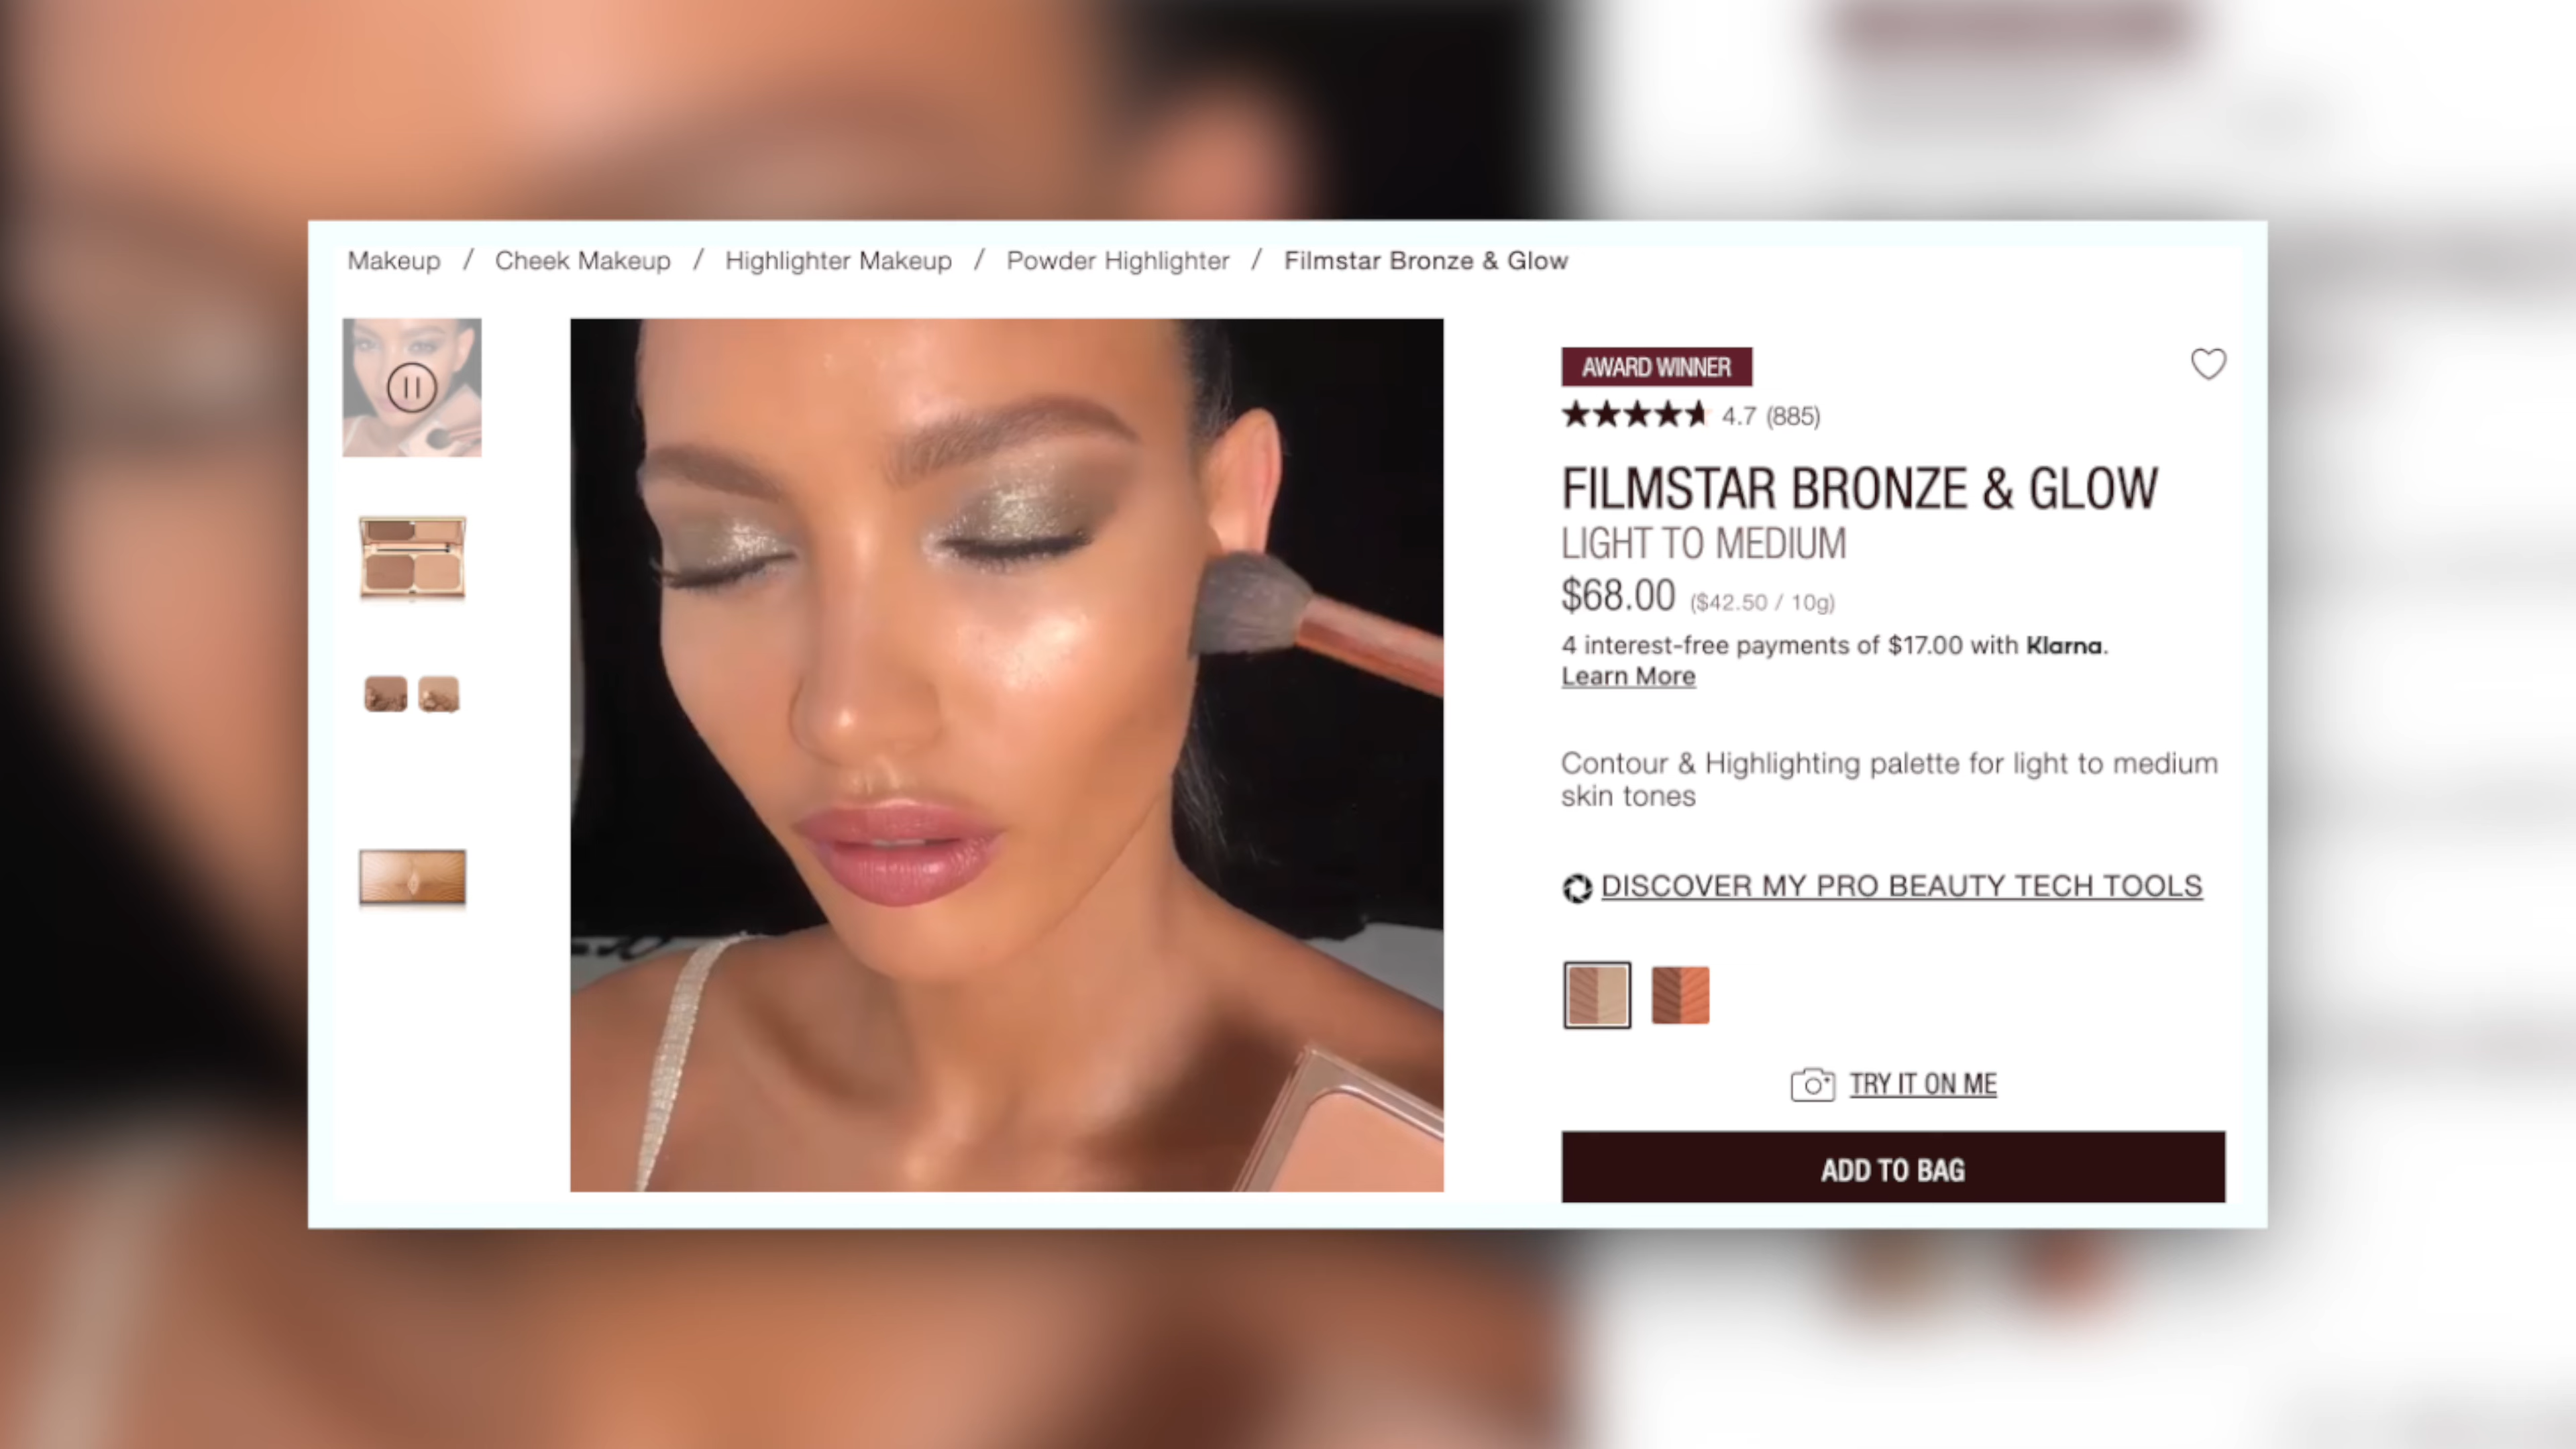 Makeup / Cheek Makeup / Highlighter Makeup / Powder Highlighter / Filmstar Bronze & Glow
AWARD WINNER
4.7 (885)
FILMSTAR BRONZE & GLOW
LIGHT TO MEDIUM
$68.00 ($42.50 / 10g)
4 interest-free payments of $17.00 with Klarna.
Learn More
Contour & Highlighting palette for light to medium
skin tones
DISCOVER MY PRO BEAUTY TECH TOOLS
TRY IT ON ME
ADD TO BAG